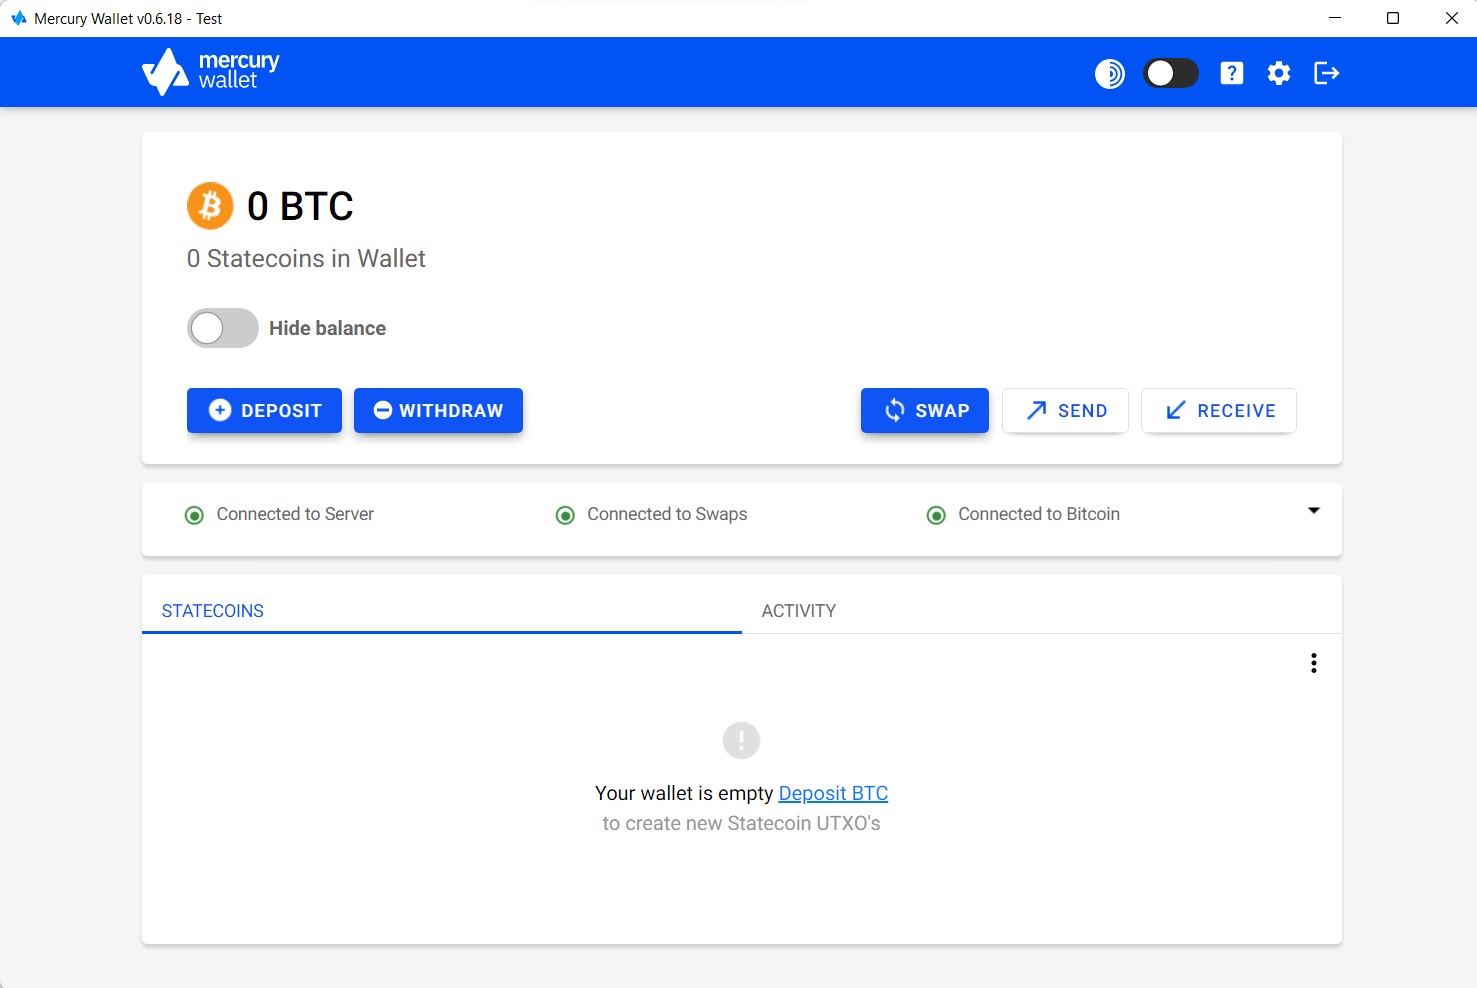 Mercury Wallet v0.6.18 - Test
mercury
wallet
?
0 BTC
0 Statecoins in Wallet
Hide balance
DEPOSIT
WITHDRAW
SWAP
SEND
RECEIVE
Connected to Server
Connected to Swaps
Connected to Bitcoin
STATECOINS
ACTIVITY
!
Your wallet is empty Deposit BTC
to create new Statecoin UTXO's